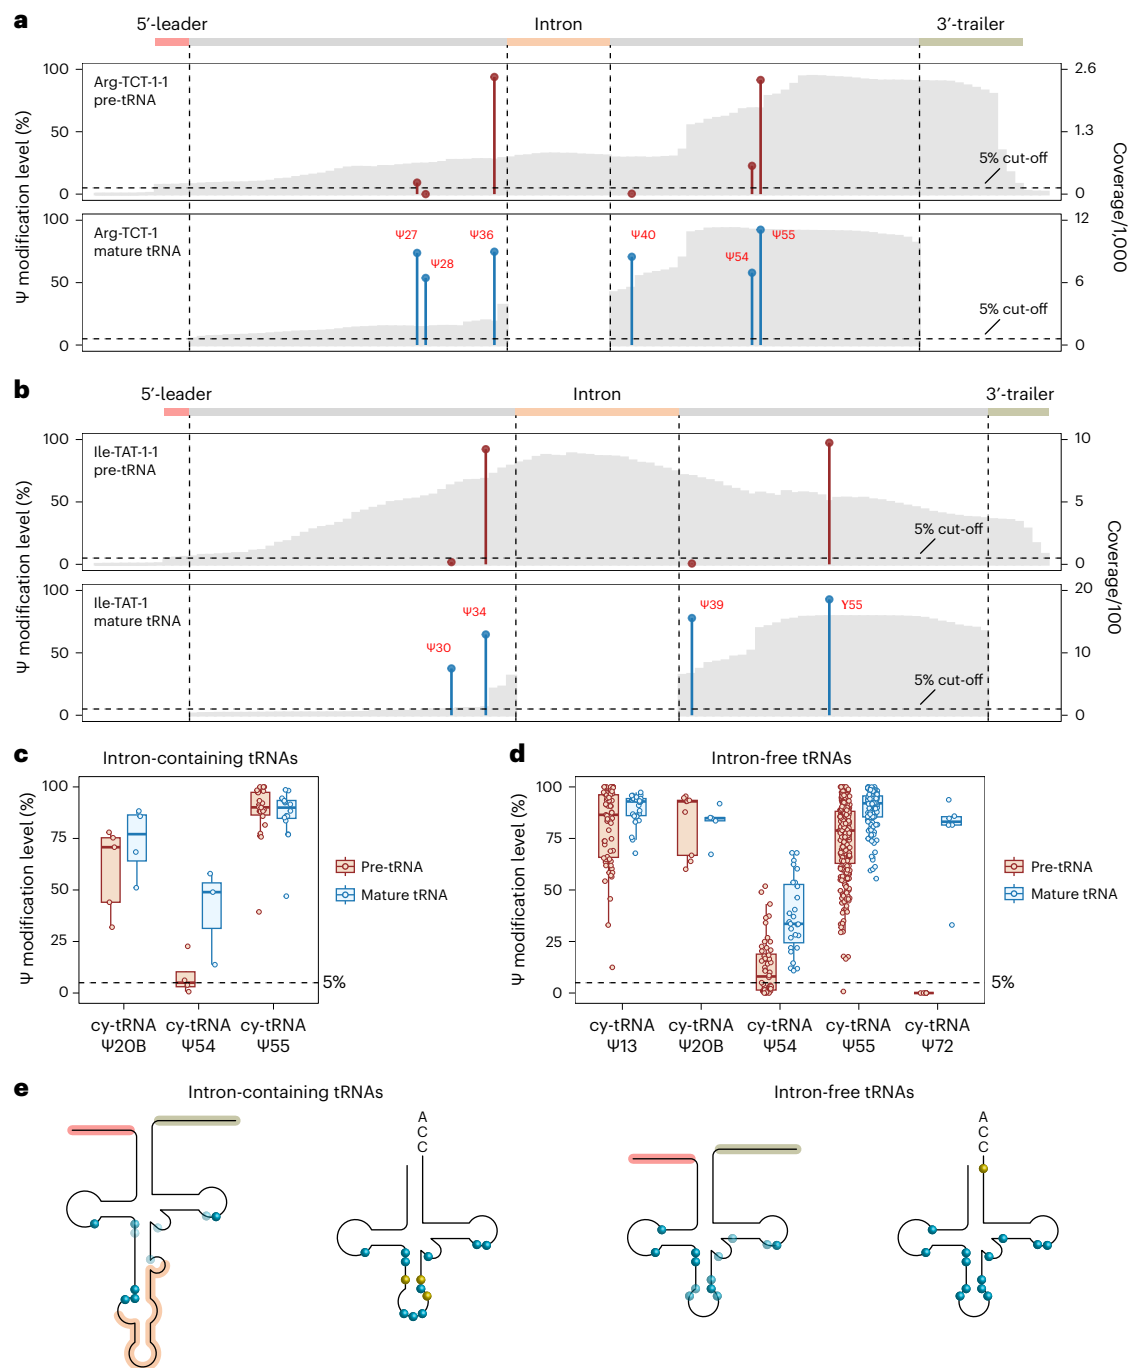 a
5′-leader Intron 3′-trailer
Arg-TCT-1-1
pre-tRNA
100
50
0
2.6
1.3
0
5% cut-off
Ψ modification level (%)
Coverage/1,000
Arg-TCT-1
mature tRNA
100
50
0
12
6
0
Ψ27
Ψ28
Ψ36
Ψ40
Ψ54
Ψ55
5% cut-off
b
5′-leader Intron 3′-trailer
Ile-TAT-1-1
pre-tRNA
100
50
0
10
5
0
5% cut-off
Ψ modification level (%)
Coverage/100
Ile-TAT-1
mature tRNA
100
50
0
20
10
0
Ψ30
Ψ34
Ψ39
Y55
5% cut-off
c
Intron-containing tRNAs
Ψ modification level (%)
100
75
50
25
0
5%
cy-tRNA cy-tRNA cy-tRNA
Ψ20B Ψ54 Ψ55
Pre-tRNA
Mature tRNA
d
Intron-free tRNAs
Ψ modification level (%)
100
75
50
25
0
5%
cy-tRNA cy-tRNA cy-tRNA cy-tRNA cy-tRNA
Ψ13 Ψ20B Ψ54 Ψ55 Ψ72
Pre-tRNA
Mature tRNA
e
Intron-containing tRNAs
A
C
C
Intron-free tRNAs
A
C
C